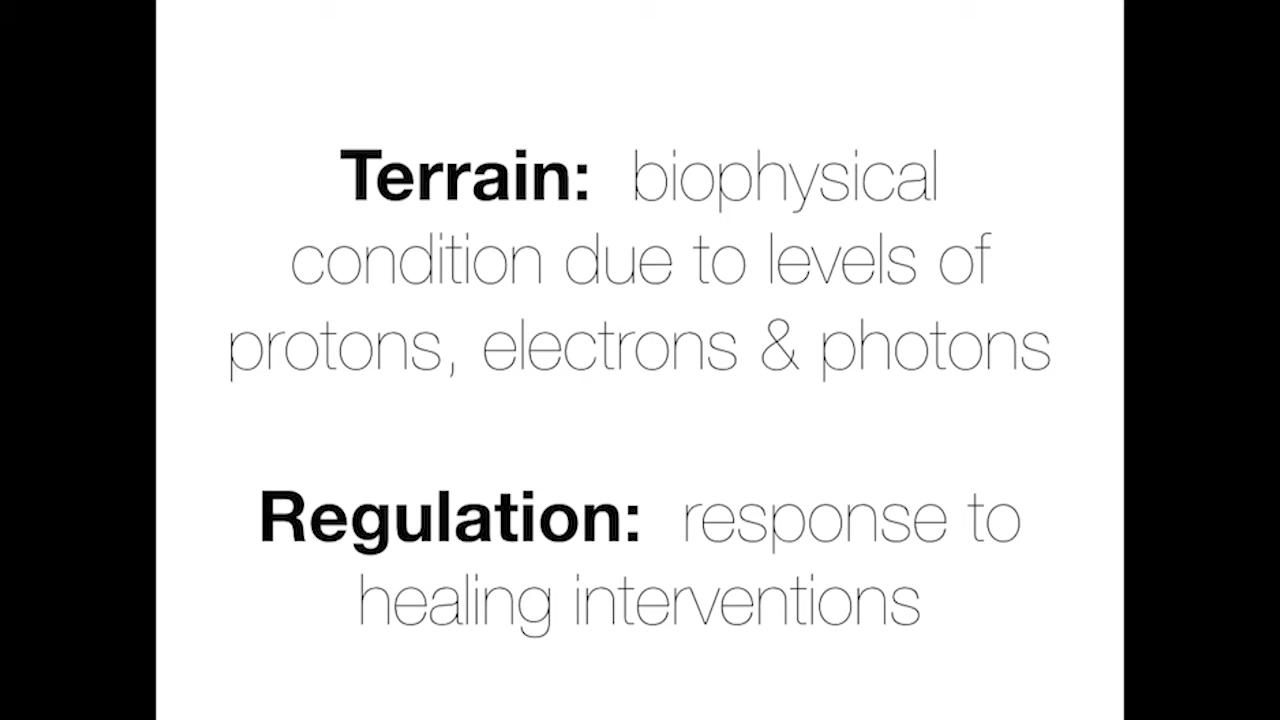 Terrain: biophysical
condition due to levels of
protons, electrons & photons
Regulation: response to
healing interventions